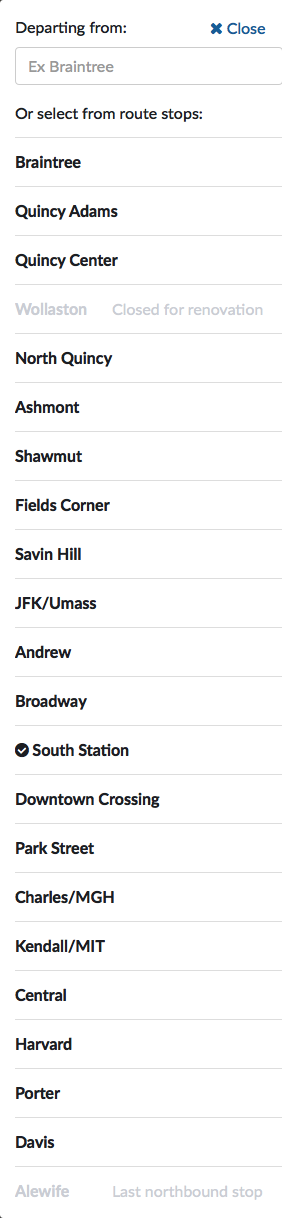 Departing from:
Close
Ex Braintree
Or select from route stops:
Braintree
Quincy Adams
Quincy Center
Wollaston Closed for renovation
North Quincy
Ashmont
Shawmut
Fields Corner
Savin Hill
JFK/Umass
Andrew
Broadway
South Station
Downtown Crossing
Park Street
Charles/MGH
Kendall/MIT
Central
Harvard
Porter
Davis
Alewife Last northbound stop